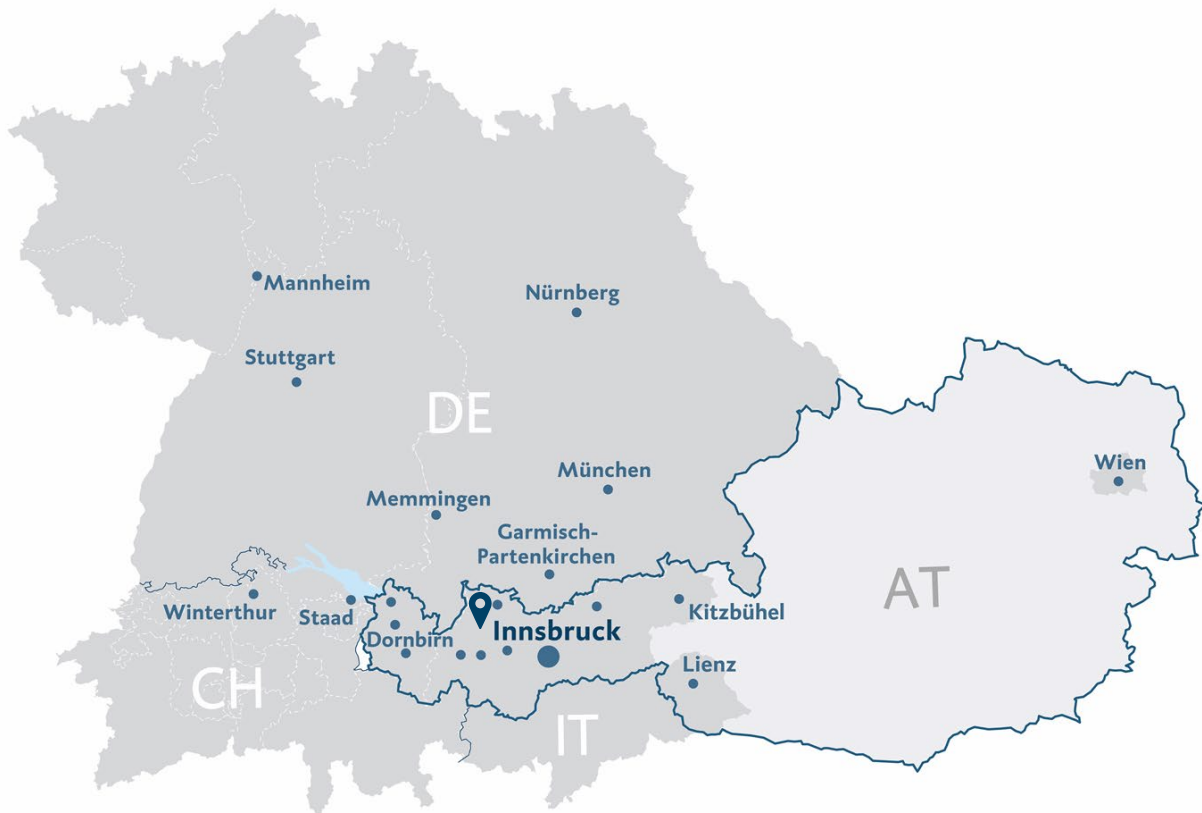 Mannheim
Nürnberg
Stuttgart
DE
Wien
München
Memmingen
Garmisch-
Partenkirchen
AT
Winterthur
Staad
Kitzbühel
Innsbruck
Dornbirn
Lienz
CH
IT